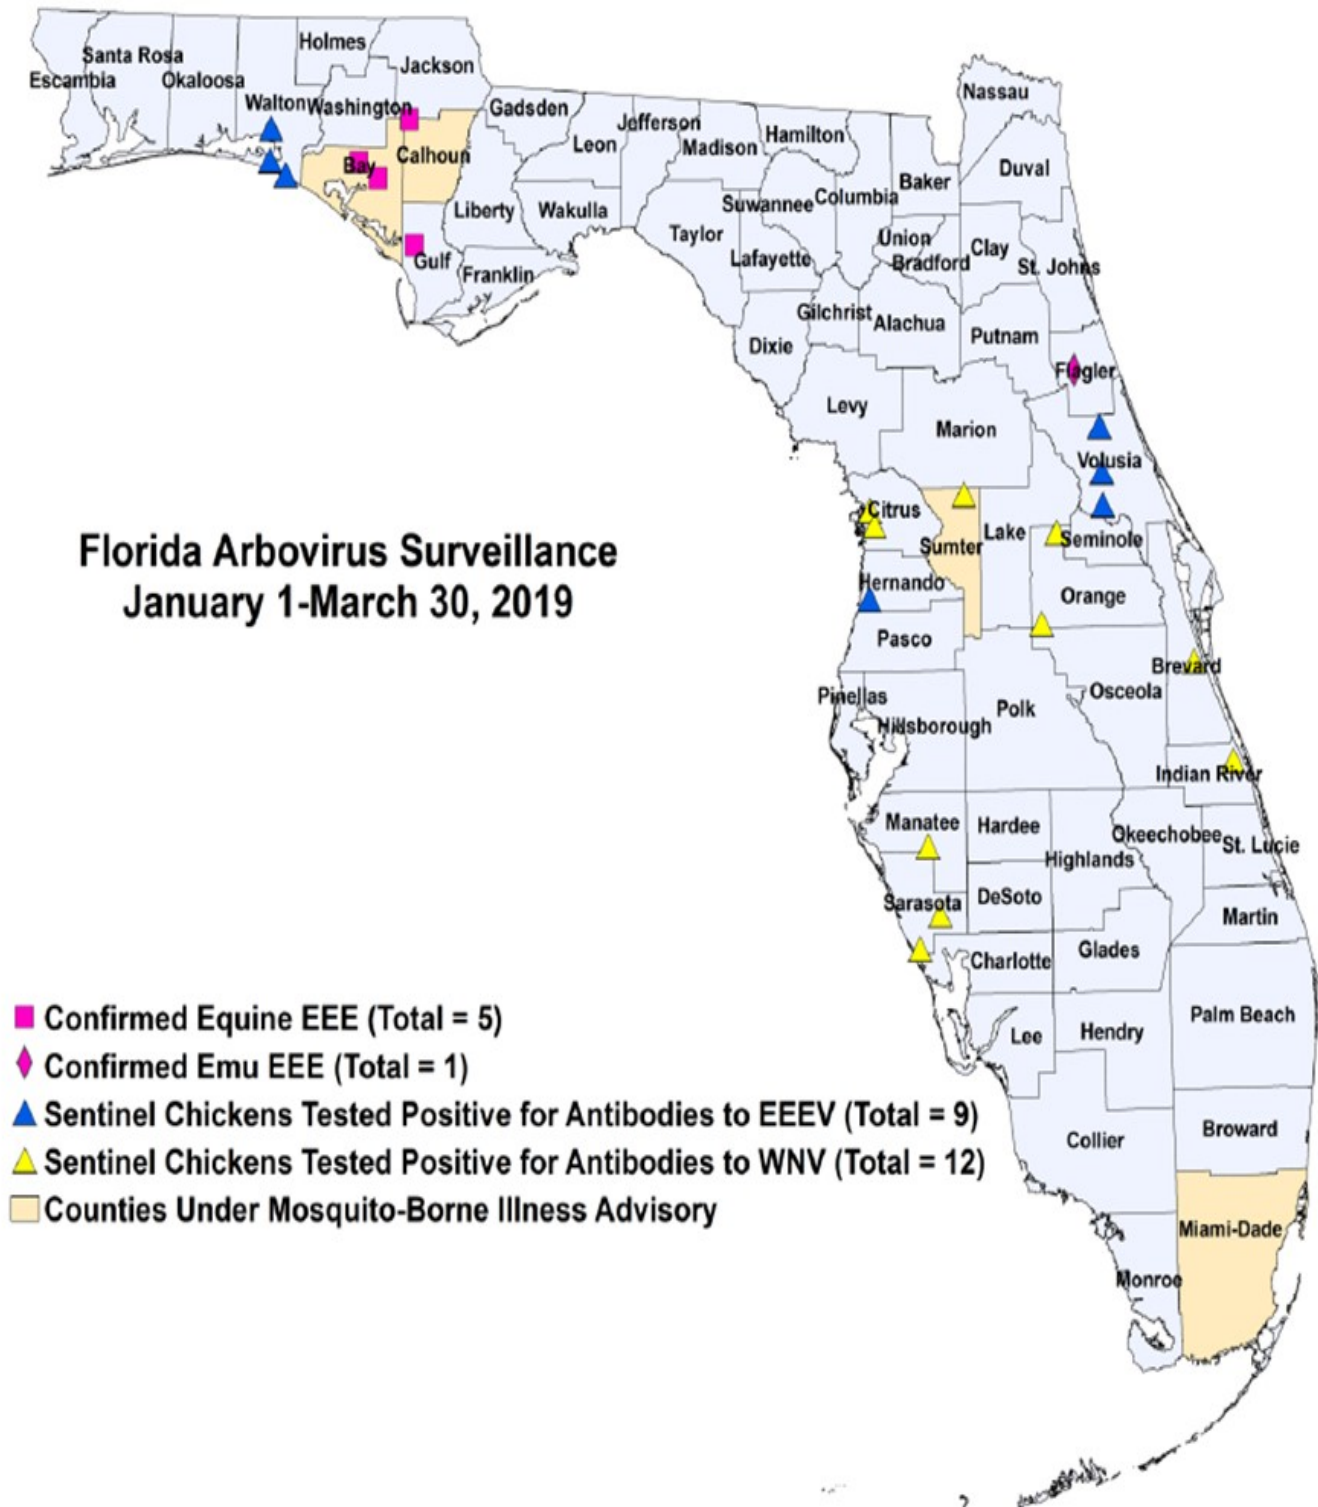 Holmes
Santa Rosa
Jackson
Escambia
Okaloosa
Walton
Washington
Gadsden
Nassau
Jefferson
Hamilton
Leon
Madison
Bay
Calhoun
Duval
Baker
Suwannee
Columbia
Liberty
Wakulla
Taylor
Union
Clay
Lafayette
Bradford
St. Johns
Gulf
Franklin
Gilchrist
Alachua
Putnam
Dixie
Flagler
Levy
Marion
Volusia
Citrus
Lake
Seminole
Sumter
Florida Arbovirus Surveillance
January 1-March 30, 2019
Hernando
Orange
Pasco
Brevard
Osceola
Pinellas
Polk
Hillsborough
Indian River
Manatee
Hardee
Okeechobee
St. Lucie
Highlands
DeSoto
Sarasota
Martin
Glades
Charlotte
Palm Beach
Lee
Hendry
Confirmed Equine EEE (Total = 5)
Confirmed Emu EEE (Total = 1)
Sentinel Chickens Tested Positive for Antibodies to EEEV (Total = 9)
Broward
Collier
Sentinel Chickens Tested Positive for Antibodies to WNV (Total = 12)
Counties Under Mosquito-Borne Illness Advisory
Miami-Dade
Monroe